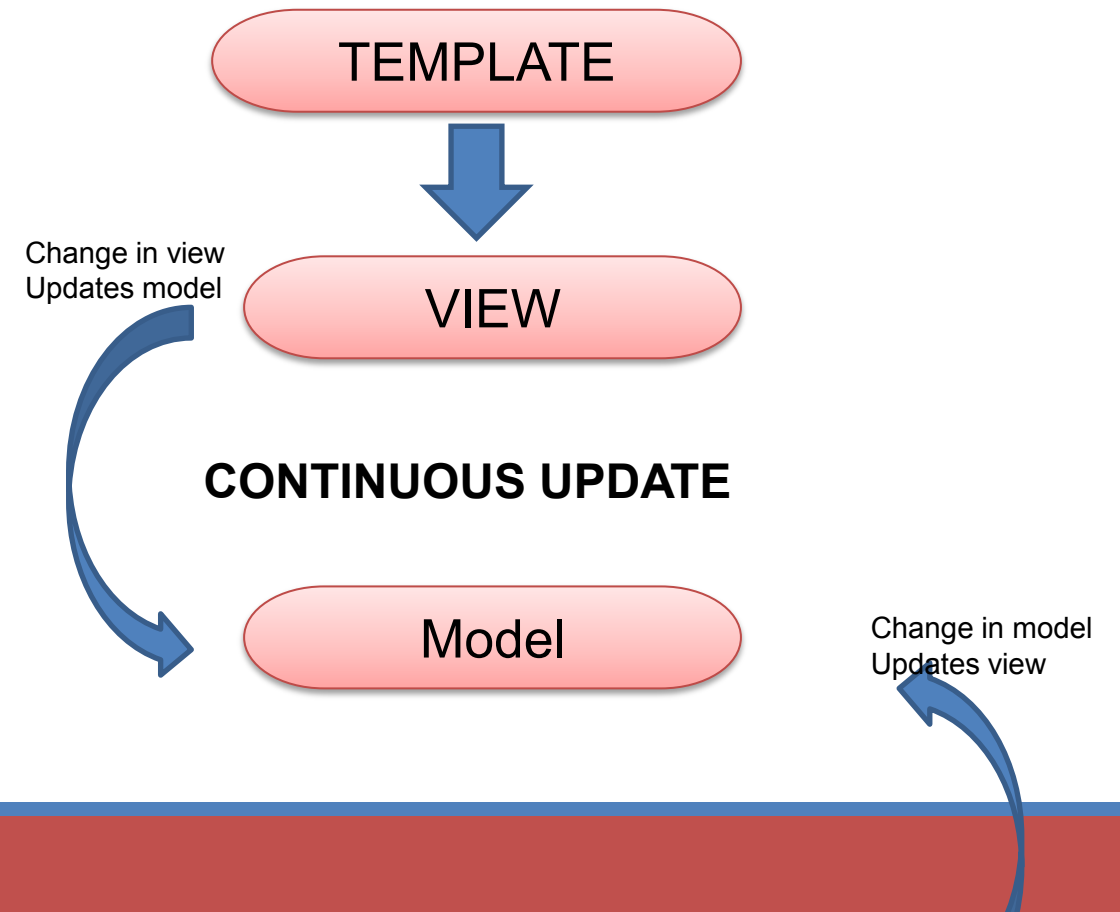 TEMPLATE
Change in view
Updates model
VIEW
CONTINUOUS UPDATE
Model
Change in model
Updates view